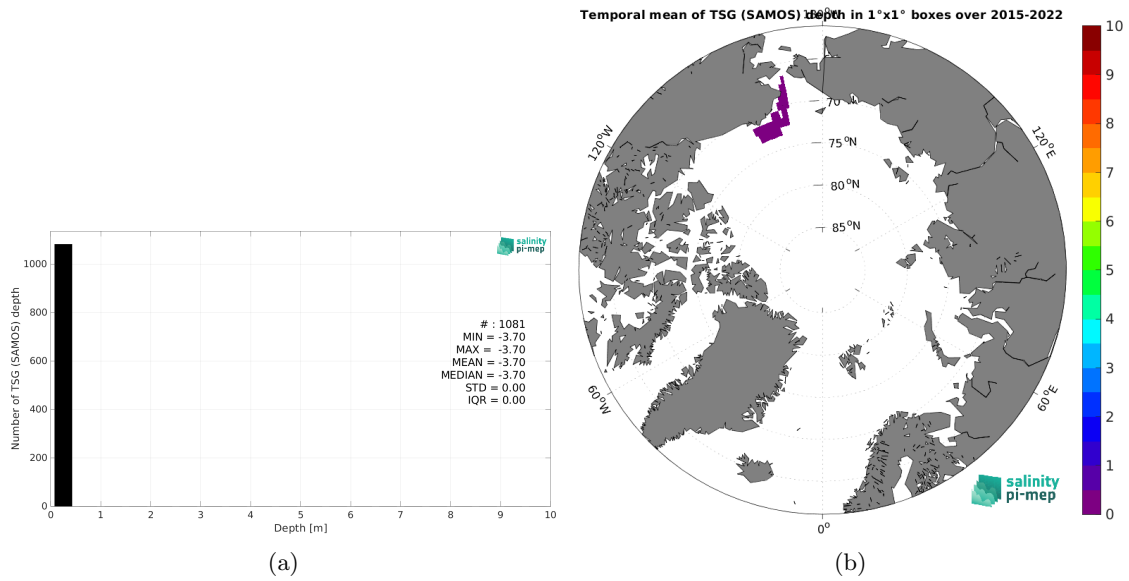 Temporal mean of TSG (SAMOS) depth in 1°x1° boxes over 2015-2022
Number of TSG (SAMOS) depth
1000
800
600
400
200
0
salinity
pi-mep
# : 1081
MIN = -3.70
MAX = -3.70
MEAN = -3.70
MEDIAN = -3.70
STD = 0.00
IQR = 0.00
0 1 2 3 4 5 6 7 8 9 10
Depth [m]
(a)
180°W
120°W
120°E
75°N
80°N
85°N
60°W
60°E
0°
salinity
pi-mep
10
9
8
7
6
5
4
3
2
1
0
(b)